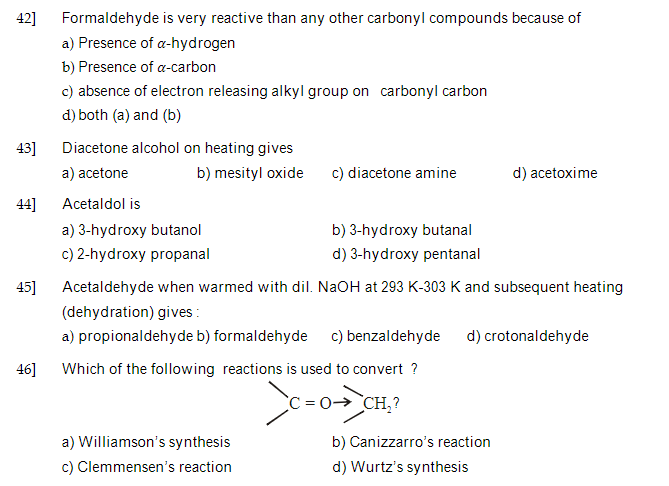 42] Formaldehyde is very reactive than any other carbonyl compounds because of
a) Presence of α-hydrogen
b) Presence of α-carbon
c) absence of electron releasing alkyl group on carbonyl carbon
d) both (a) and (b)
43] Diacetone alcohol on heating gives
a) acetone b) mesityl oxide c) diacetone amine d) acetoxime
44] Acetaldol is
a) 3-hydroxy butanol b) 3-hydroxy butanal
c) 2-hydroxy propanal d) 3-hydroxy pentanal
45] Acetaldehyde when warmed with dil. NaOH at 293 K-303 K and subsequent heating
(dehydration) gives :
a) propionaldehyde b) formaldehyde c) benzaldehyde d) crotonaldehyde
46] Which of the following reactions is used to convert ?
C = O → CH₂?
a) Williamson's synthesis b) Canizzarro's reaction
c) Clemmensen's reaction d) Wurtz's synthesis